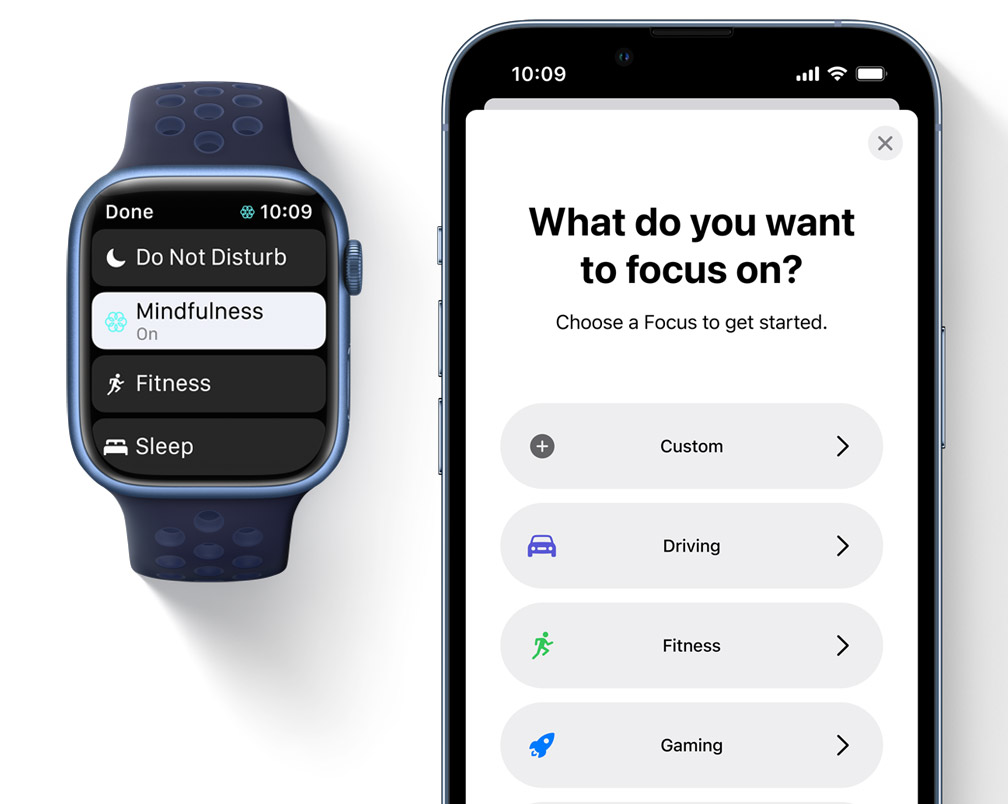 Done 10:09
Do Not Disturb
Mindfulness
On
Fitness
Sleep
10:09
What do you want
to focus on?
Choose a Focus to get started.
Custom
Driving
Fitness
Gaming